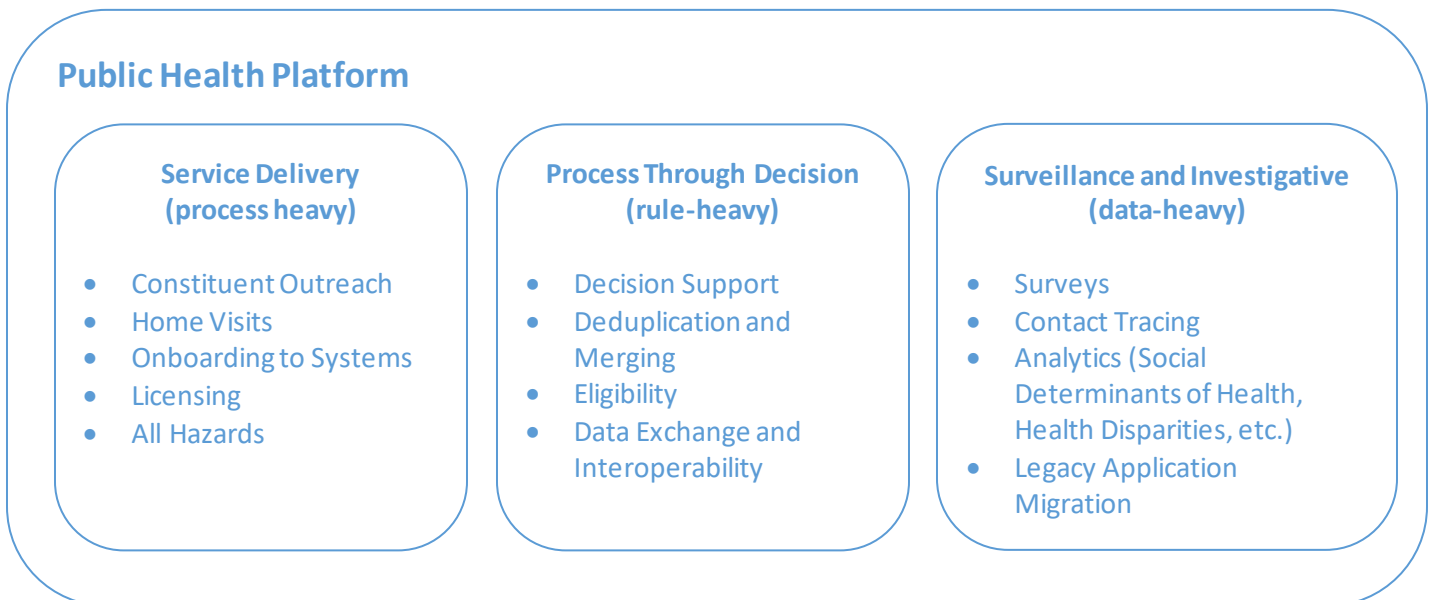 Public Health Platform
Service Delivery
(process heavy)
• Constituent Outreach
• Home Visits
• Onboarding to Systems
• Licensing
• All Hazards
Process Through Decision
(rule-heavy)
• Decision Support
• Deduplication and
Merging
• Eligibility
• Data Exchange and
Interoperability
Surveillance and Investigative
(data-heavy)
• Surveys
• Contact Tracing
• Analytics (Social
Determinants of Health,
Health Disparities, etc.)
• Legacy Application
Migration